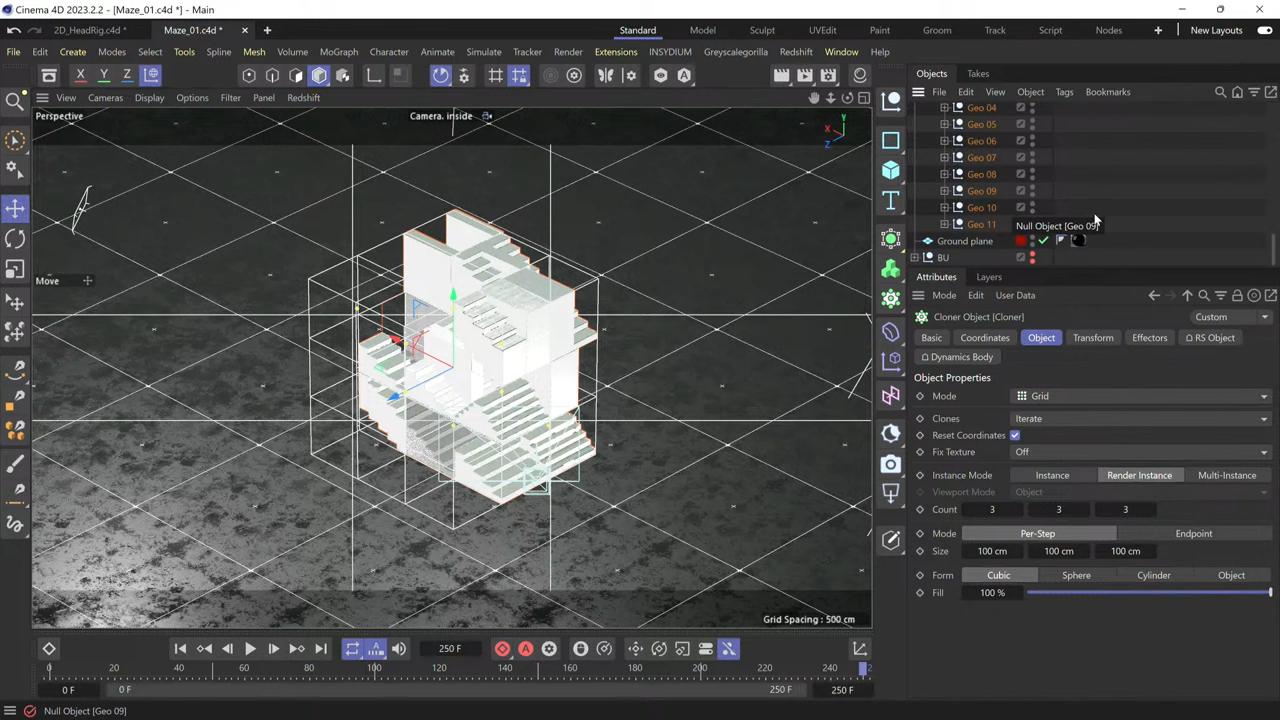 Cinema 4D 2023.2.2 - [Maze_01.c4d *] - Main
2D_HeadRig.c4d *
Maze_01.c4d *
Standard
Model
Sculpt
UVEdit
Paint
Groom
Track
Script
Nodes
New Layouts
File
Edit
Create
Modes
Select
Tools
Spline
Mesh
Volume
MoGraph
Character
Animate
Simulate
Tracker
Render
Extensions
INSYDIUM
Greyscalegorilla
Redshift
Window
Help
X
Y
Z
Objects
Takes
View
Cameras
Display
Options
Filter
Panel
Redshift
File
Edit
View
Object
Tags
Bookmarks
Perspective
Camera. inside
Y
X
Z
Geo 04
Geo 05
Geo 06
Geo 07
Geo 08
Geo 09
Geo 10
Geo 11
Null Object [Geo 09]
Ground plane
BU
Move
Attributes
Layers
Mode
Edit
User Data
Cloner Object [Cloner]
Custom
Basic
Coordinates
Object
Transform
Effectors
RS Object
Dynamics Body
Object Properties
Mode
Grid
Clones
Iterate
Reset Coordinates
Fix Texture
Off
Instance Mode
Instance
Render Instance
Multi-Instance
Viewport Mode
Object
Count
3
3
3
Mode
Per-Step
Endpoint
Size
100 cm
100 cm
100 cm
Form
Cubic
Sphere
Cylinder
Object
Fill
100 %
Grid Spacing : 500 cm
250 F
0
20
40
60
80
100
120
140
160
180
200
220
240
2
0 F
0 F
250 F
250 F
Null Object [Geo 09]